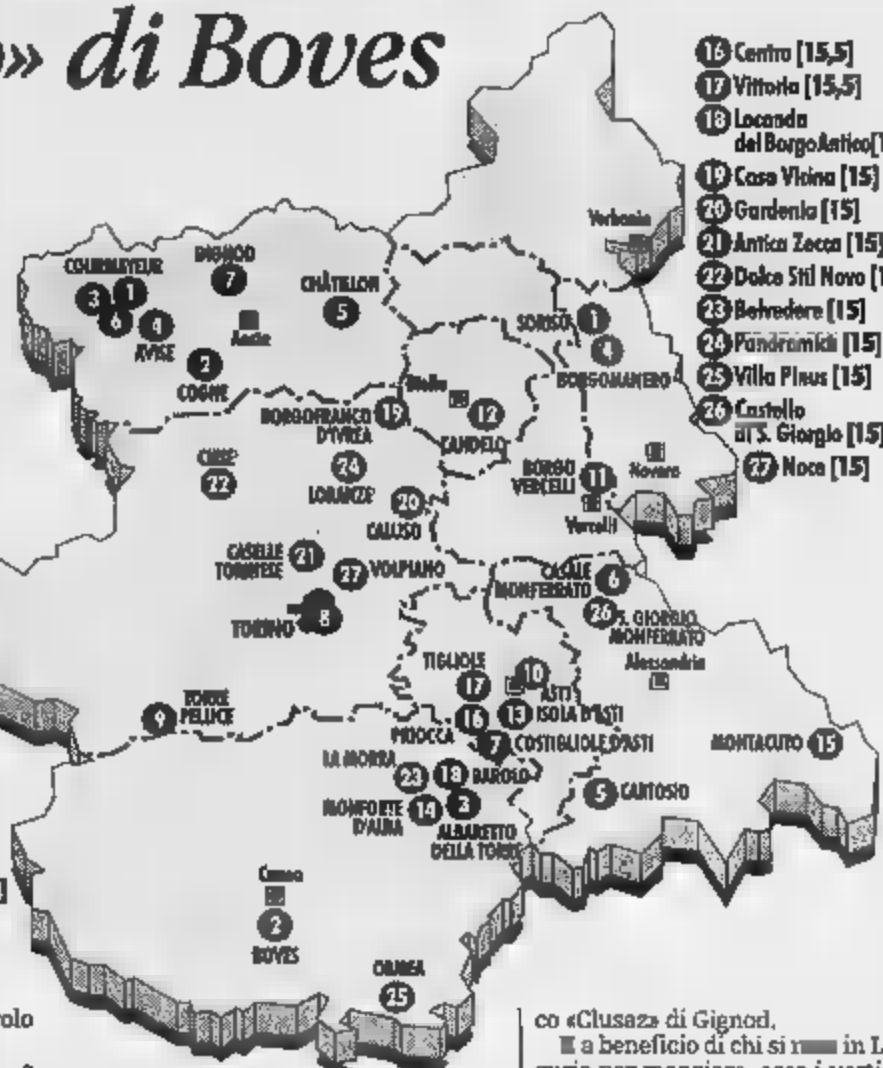 » di Boves
16 Centro [15,5]
17 Vittoria [15,5]
18 Locanda
del Borgo Antico [1
19 Casa Vicina [15]
20 Gardenia [15]
21 Antica Zecca [15]
22 Dolce Stil Novo [1
23 Belvedere [15]
24 Panoramica [15]
25 Villa Pinus [15]
26 Castello
di S. Giorgio [15]
27 Noca [15]
Verbania
COURMAYEUR
3 1
6
GIGNOD
7
CHÂTILLON
5
4
AVISE
Aosta
2
COGNE
SORISO 1
4
BORGOMANERO
Biella
12
CANDELO
BORGOFRANCO 19
D'IVREA
CIRIE'
22
24
LORANZE'
20
CALUSO
BORGO
VERCELLI 11
Vercelli
Novara
CASELLE
TORINESE 21
27 VOLPIANO
TORINO 8
CASALE
MONFERRATO 6
26 S. GIORGIO
MONFERRATO
Alessandria
TIGLIOLE
17
10
ASTI
13 ISOLA D'ASTI
16
PRIOCCA
7 COSTIGLIOLE D'ASTI
9 TORRE
PELLICE
MONTACUTO 15
LA MORRA
23
18 BAROLO
MONFORTE
D'ALBA 14
3
ALBARETTO
DELLA TORRE
5 CARTOSIO
Cuneo
2
BOVES
ORMEA
25
]
rolo
co «Clusaz» di Gignod.
a beneficio di chi si in L